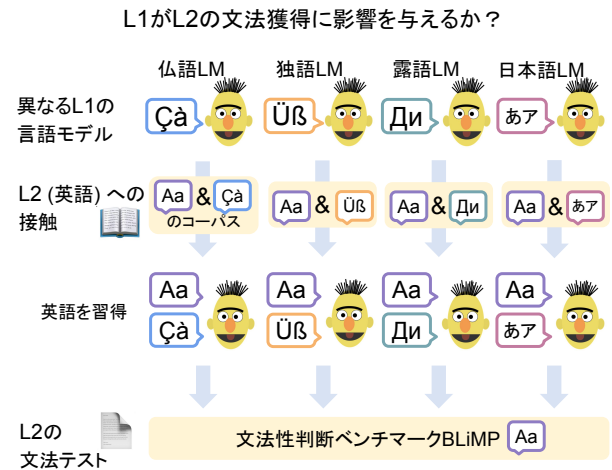 L1がL2の文法獲得に影響を与えるか？
仏語LM 独語LM 露語LM 日本語LM
異なるL1の
言語モデル
Çà Üß Ди あア
L2 (英語) への
接触
Aa & Çà
のコーパス
Aa & Üß
Aa & Ди
Aa & あア
英語を習得
Aa Aa Aa Aa
Çà Üß Ди あア
L2の
文法テスト
文法性判断ベンチマークBLiMP Aa